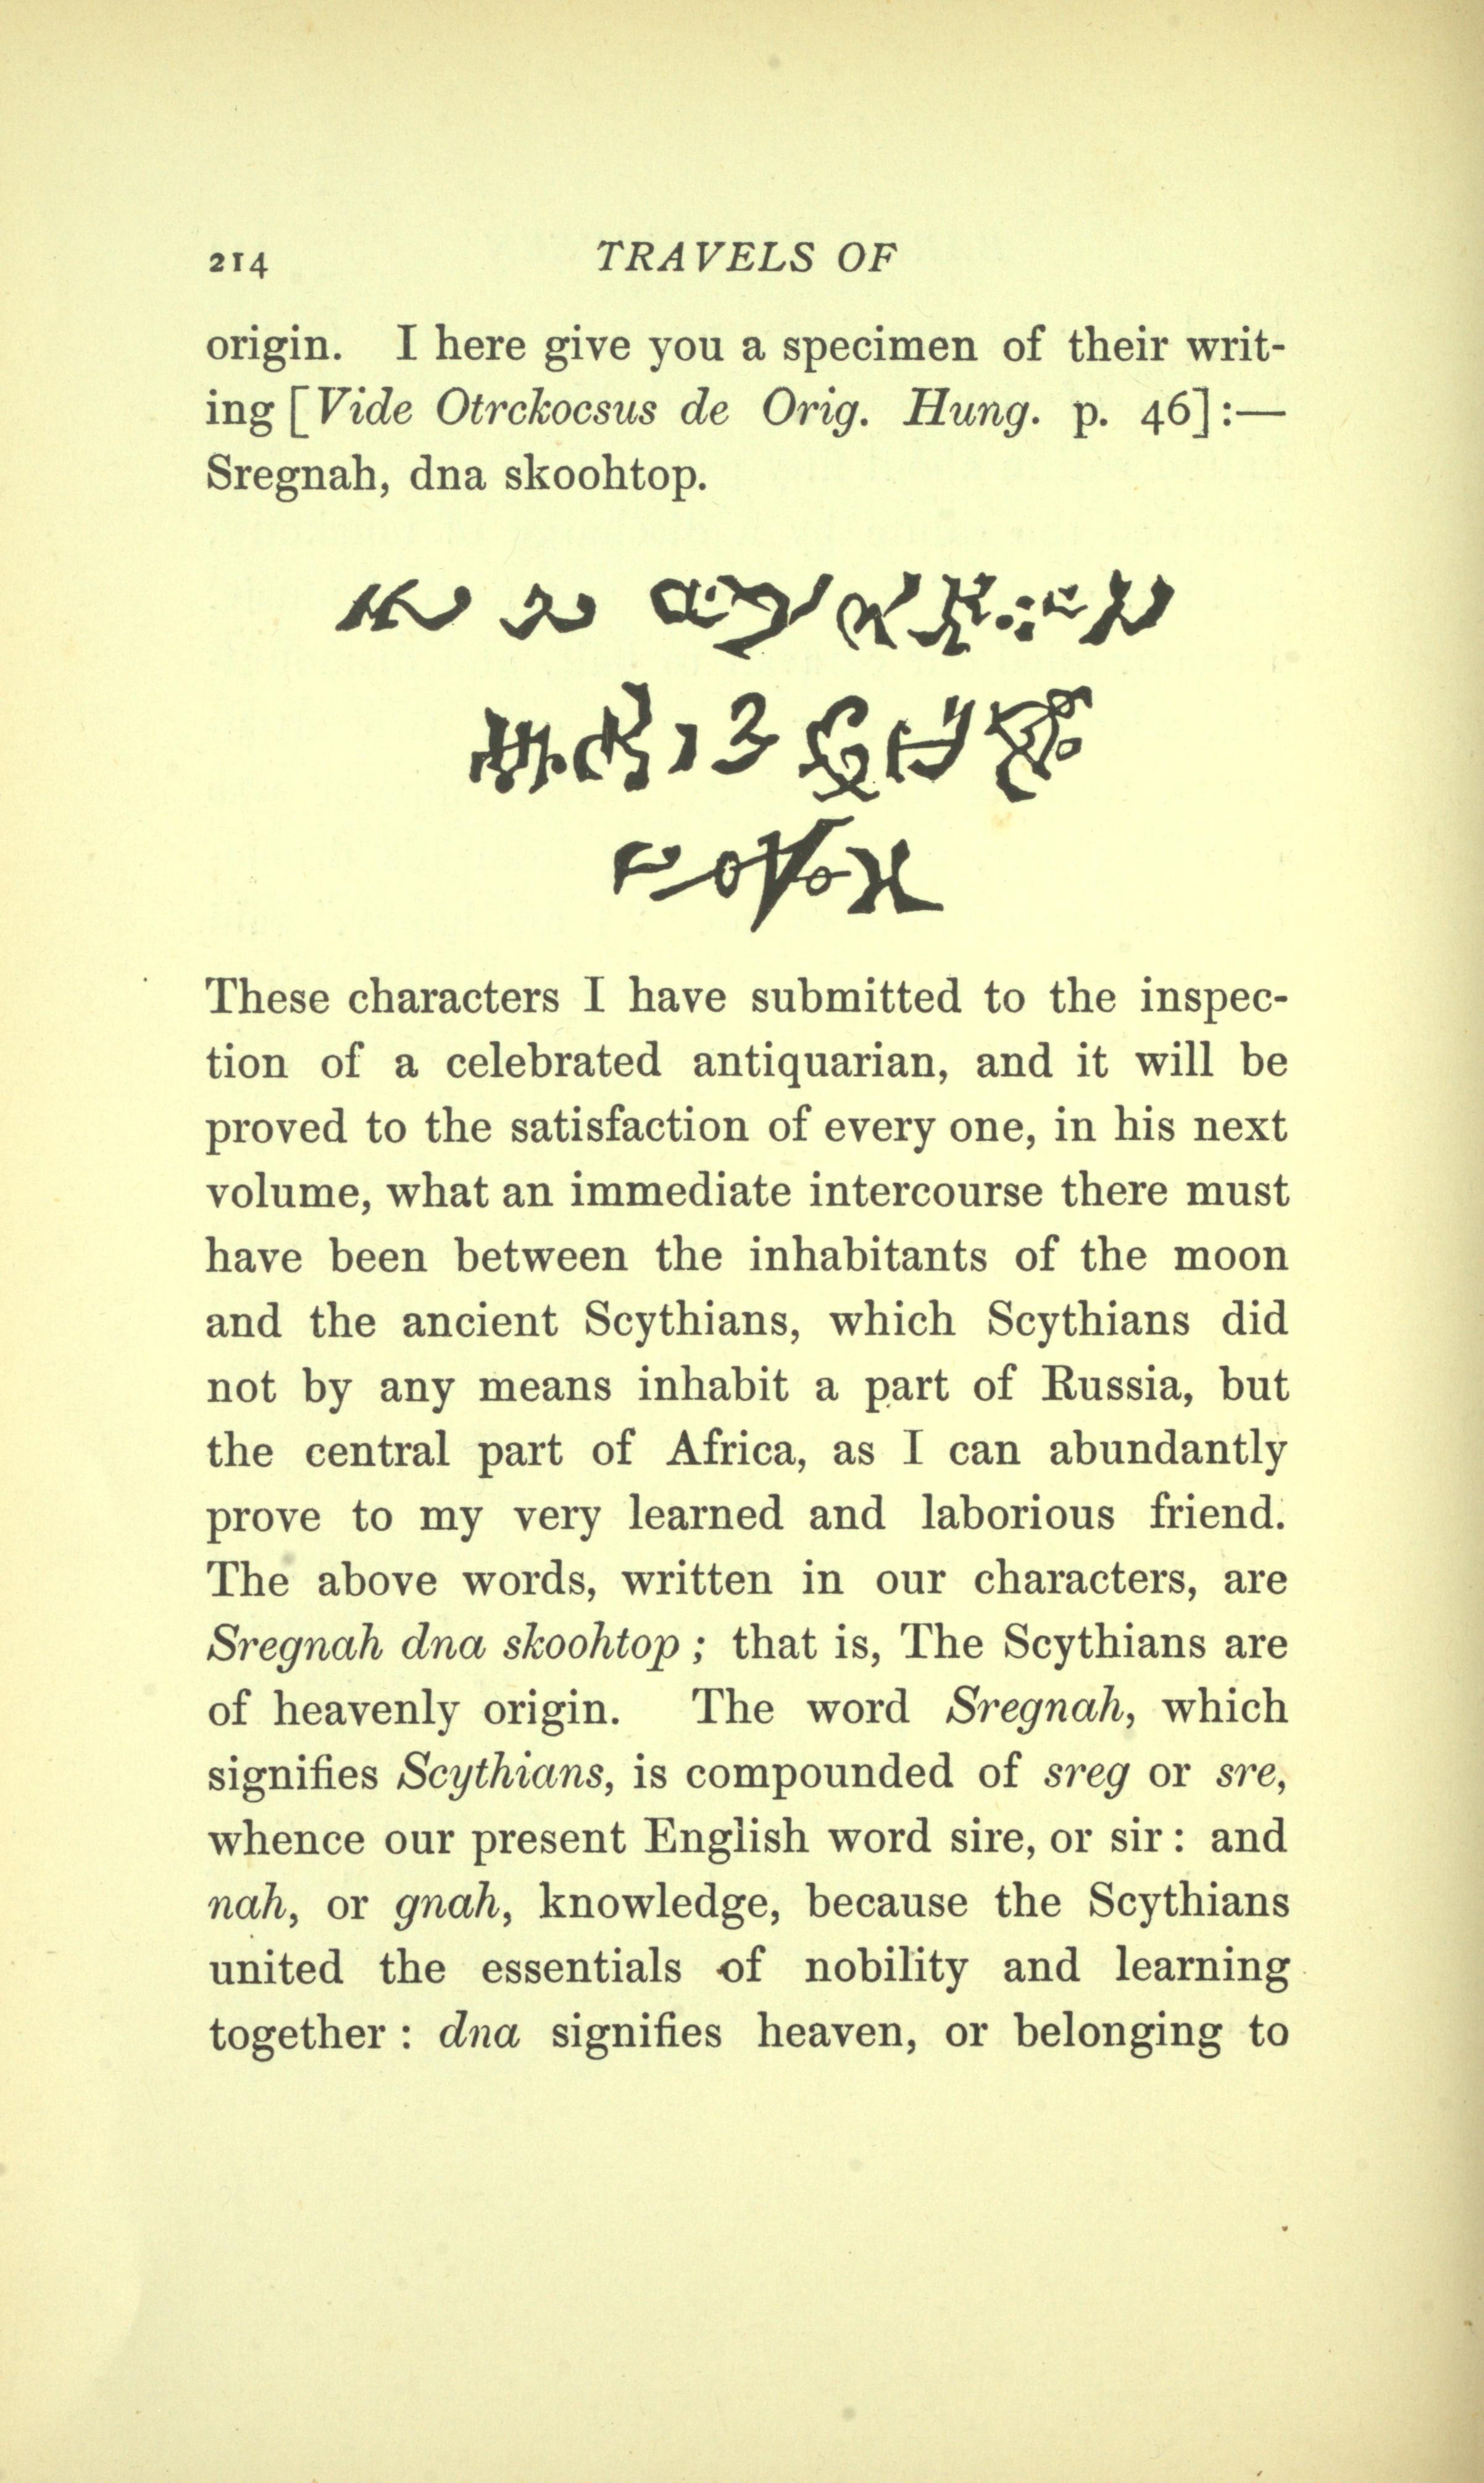 214 TRAVELS OF
origin. I here give you a specimen of their writ-
ing [Vide Otrckocsus de Orig. Hung. p. 46]:—
Sregnah, dna skoohtop.
These characters I have submitted to the inspec-
tion of a celebrated antiquarian, and it will be
proved to the satisfaction of every one, in his next
volume, what an immediate intercourse there must
have been between the inhabitants of the moon
and the ancient Scythians, which Scythians did
not by any means inhabit a part of Russia, but
the central part of Africa, as I can abundantly
prove to my very learned and laborious friend.
The above words, written in our characters, are
Sregnah dna skoohtop; that is, The Scythians are
of heavenly origin. The word Sregnah, which
signifies Scythians, is compounded of sreg or sre,
whence our present English word sire, or sir: and
nah, or gnah, knowledge, because the Scythians
united the essentials of nobility and learning
together: dna signifies heaven, or belonging to